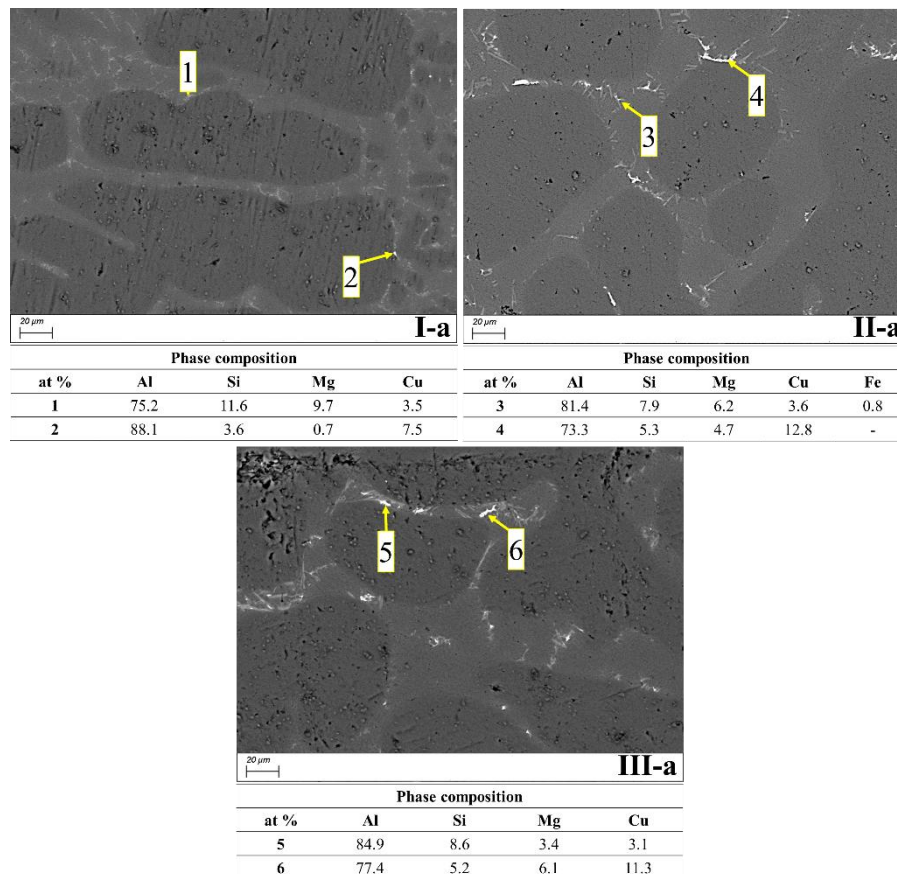 1
2
20 µm
I-a
Phase composition
at % Al Si Mg Cu
1 75.2 11.6 9.7 3.5
2 88.1 3.6 0.7 7.5
3
4
20 µm
II-a
Phase composition
at % Al Si Mg Cu Fe
3 81.4 7.9 6.2 3.6 0.8
4 73.3 5.3 4.7 12.8 -
5
6
20 µm
III-a
Phase composition
at % Al Si Mg Cu
5 84.9 8.6 3.4 3.1
6 77.4 5.2 6.1 11.3